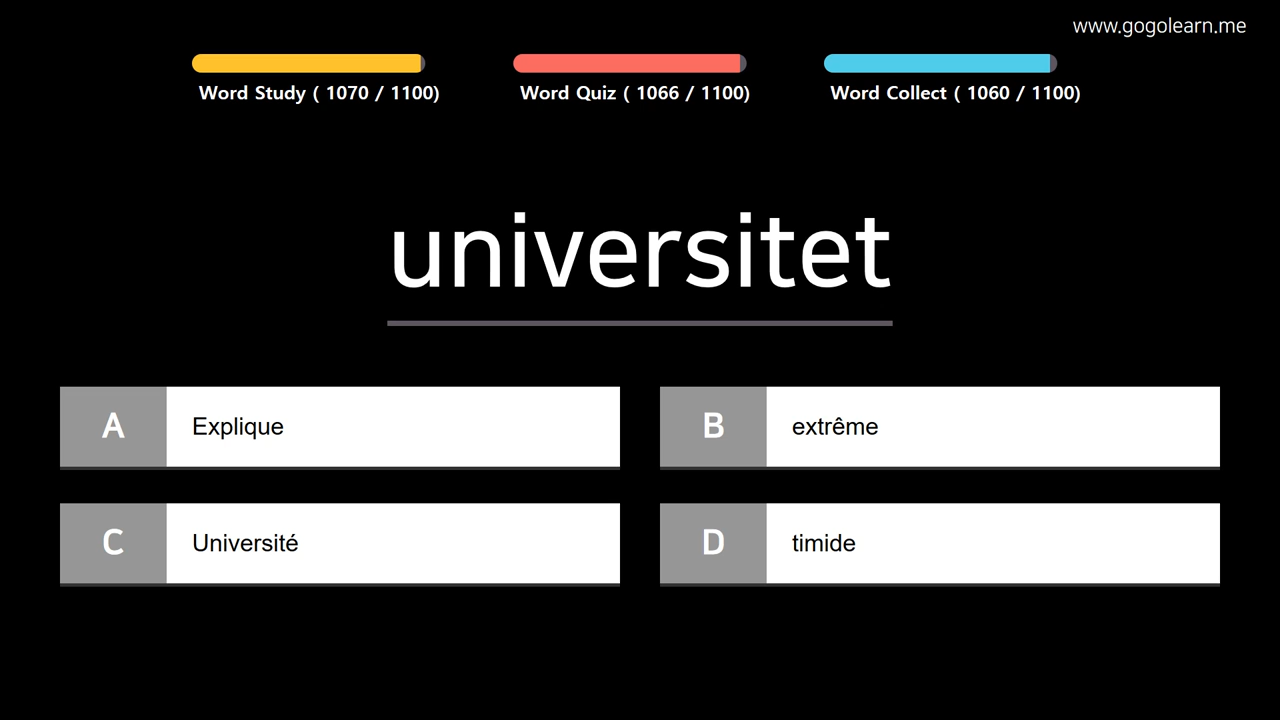 www.gogolearn.me
Word Study ( 1070 / 1100)
Word Quiz ( 1066 / 1100)
Word Collect ( 1060 / 1100)
universitet
A Explique
B extrême
C Université
D timide